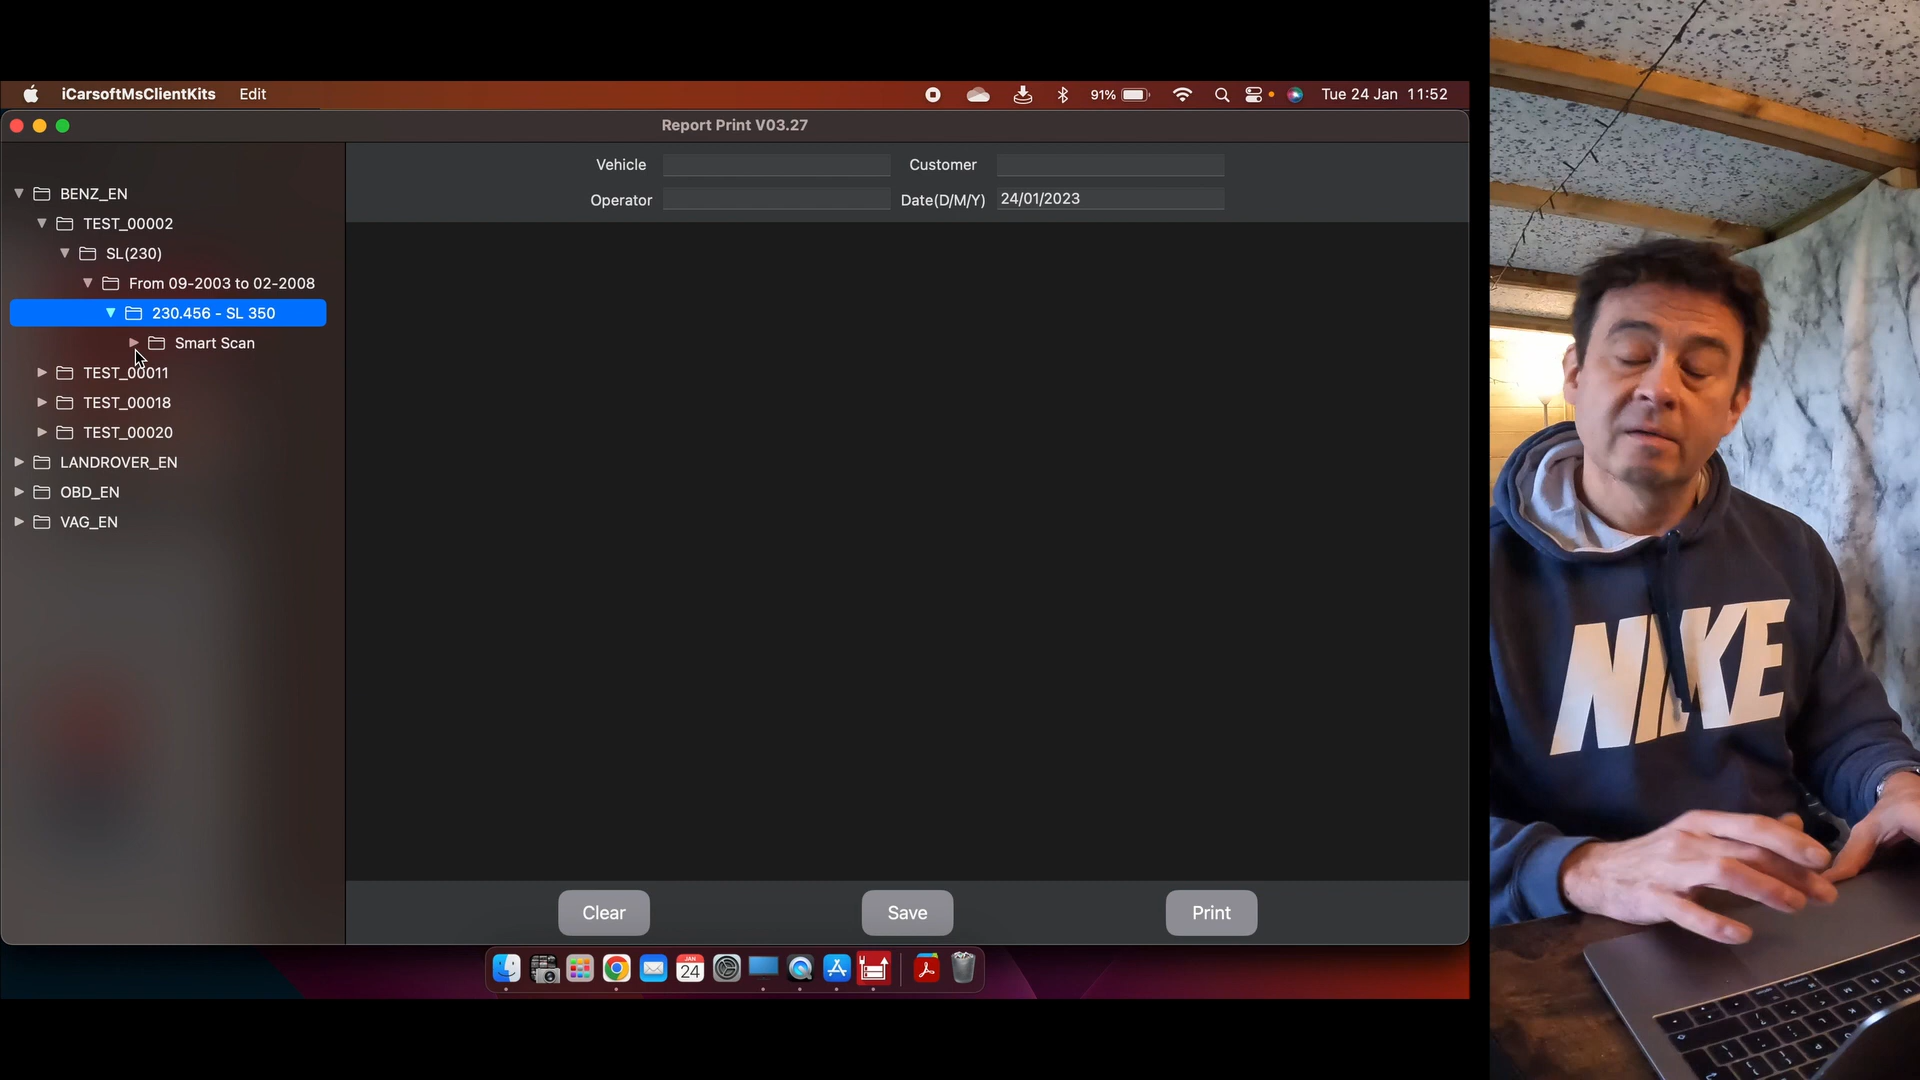 iCarsoftMsClientKits Edit 91% Tue 24 Jan 11:52
Report Print V03.27
Vehicle Customer
Operator Date(D/M/Y) 24/01/2023
BENZ_EN
TEST_00002
SL(230)
From 09-2003 to 02-2008
230.456 - SL 350
Smart Scan
TEST_00011
TEST_00018
TEST_00020
LANDROVER_EN
OBD_EN
VAG_EN
Clear Save Print
JAN
24
NIKE